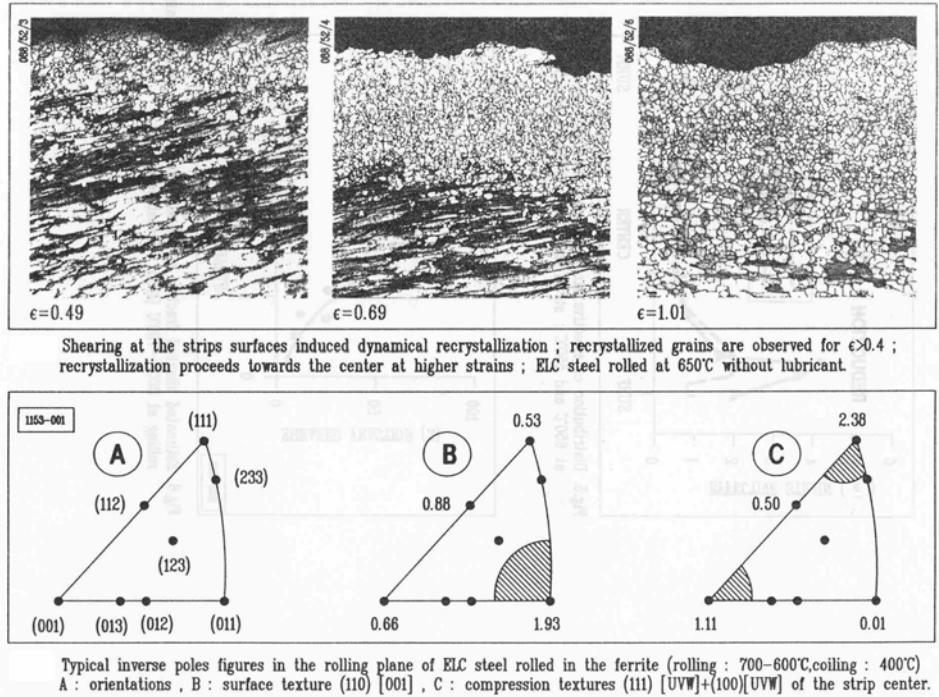 088/52/3
088/52/4
088/52/6
ϵ=0.49
ϵ=0.69
ϵ=1.01
Shearing at the strips surfaces induced dynamical recrystallization ; recrystallized grains are observed for ϵ>0.4 ;
recrystallization proceeds towards the center at higher strains ; ELC steel rolled at 650℃ without lubricant.
1153-001
A
(111)
(233)
(112)
(123)
(001)
(013)
(012)
(011)
B
0.53
0.88
0.66
1.93
C
2.38
0.50
1.11
0.01
Typical inverse poles figures in the rolling plane of ELC steel rolled in the ferrite (rolling : 700-600℃,coiling : 400℃)
A : orientations , B : surface texture (110) [001] , C : compression textures (111) [UVW]+(100)[UVW] of the strip center.